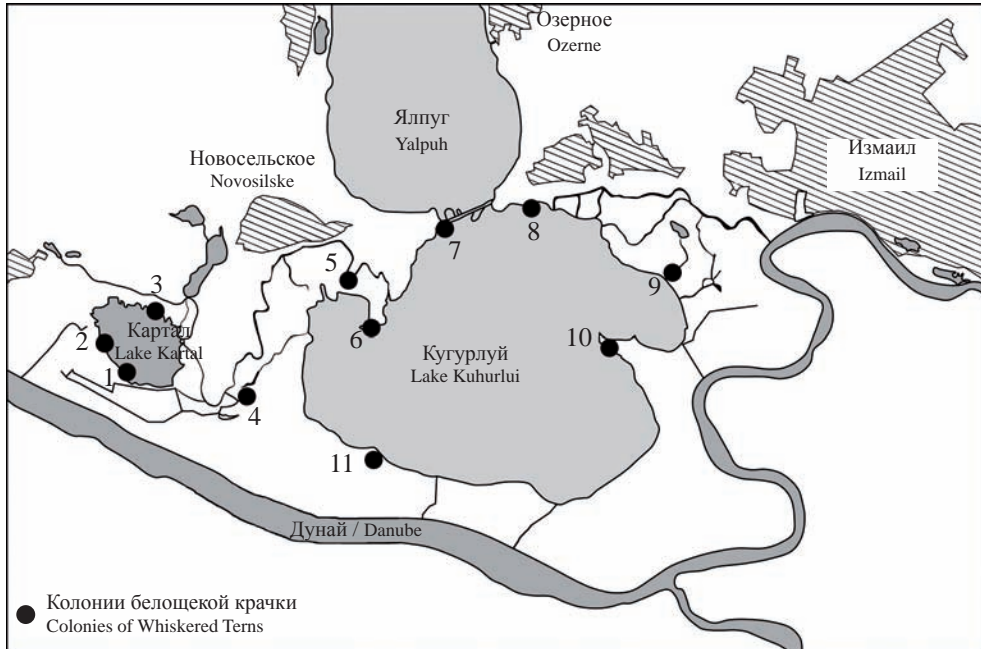 Озерное
Ozerne
Ялпуг
Yalpuh
Измаил
Izmail
Новосельское
Novosilske
7
8
5
9
3
Картал
Lake Kartal
2
6
10
Кугурлуй
Lake Kuhurlui
1
4
11
Дунай / Danube
Колонии белощекой крачки
Colonies of Whiskered Terns